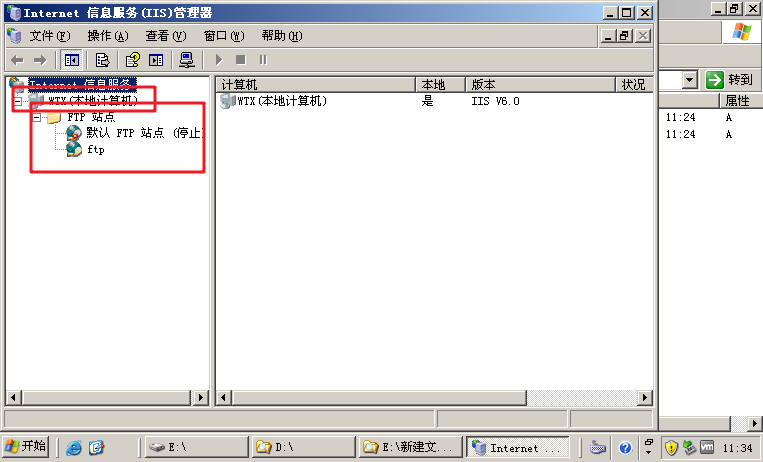 Internet 信息服务(IIS)管理器
文件(F) 操作(A) 查看(V) 窗口(W) 帮助(H)
Internet 信息服务
WTX(本地计算机)
FTP 站点
默认 FTP 站点 (停止)
ftp
计算机 本地 版本 状况
WTX(本地计算机) 是 IIS V6.0
转到
属性
11:24 A
11:24 A
开始
E:\
D:\
E:\新建文...
Internet ...
11:34